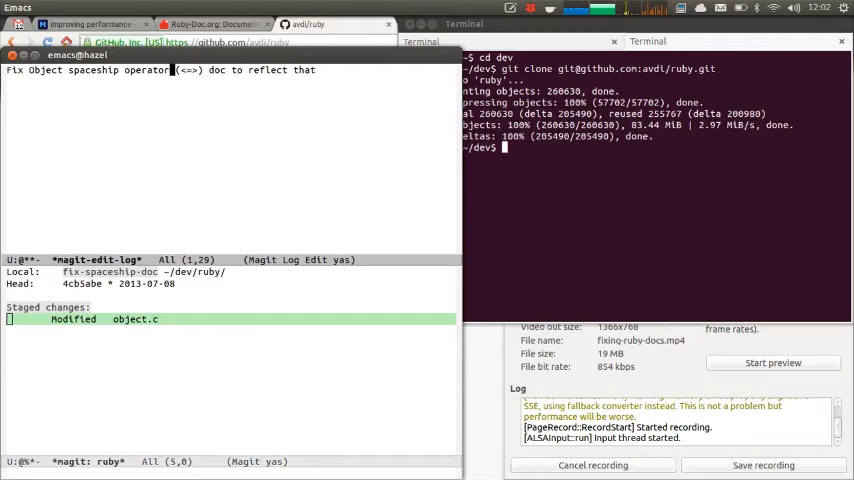 Emacs
12:02
Improving performance -
Ruby-Doc.org: Document
avdi/ruby
Terminal
GitHub, Inc. [US]
https://github.com/avdi/ruby
Terminal
Terminal
emacs@hazel
Fix Object spaceship operator (<=>) doc to reflect that
U:@**- *magit-edit-log* All (1,29) (Magit Log Edit yas)
Local: fix-spaceship-doc ~/dev/ruby/
Head: 4cb5abe * 2013-07-08
Staged changes:
Modified object.c
U:@%*- *magit: ruby* All (5,0) (Magit yas)
~$ cd dev
~/dev$ git clone git@github.com:avdi/ruby.git
o 'ruby'...
nting objects: 260630, done.
pressing objects: 100% (57702/57702), done.
al 260630 (delta 205490), reused 255767 (delta 200980)
bjects: 100% (260630/260630), 83.44 MiB | 2.97 MiB/s, done.
eltas: 100% (205490/205490), done.
~/dev$
Video out size: 1366x768
frame rates).
File name: fixing-ruby-docs.mp4
File size: 19 MB
File bit rate: 854 kbps
Start preview
Log
SSE, using fallback converter instead. This is not a problem but
performance will be worse.
[PageRecord::RecordStart] Started recording.
[ALSAInput::run] Input thread started.
Cancel recording
Save recording